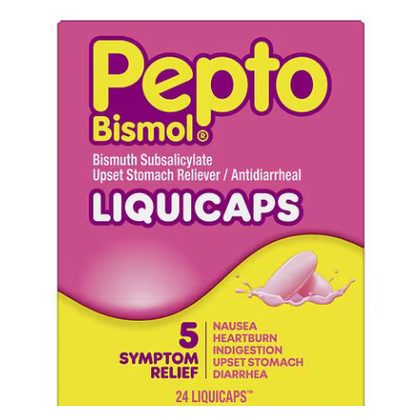 Pepto
Bismol®
Bismuth Subsalicylate
Upset Stomach Reliever / Antidiarrheal
LIQUICAPS
5
SYMPTOM
RELIEF
NAUSEA
HEARTBURN
INDIGESTION
UPSET STOMACH
DIARRHEA
24 LIQUICAPS™